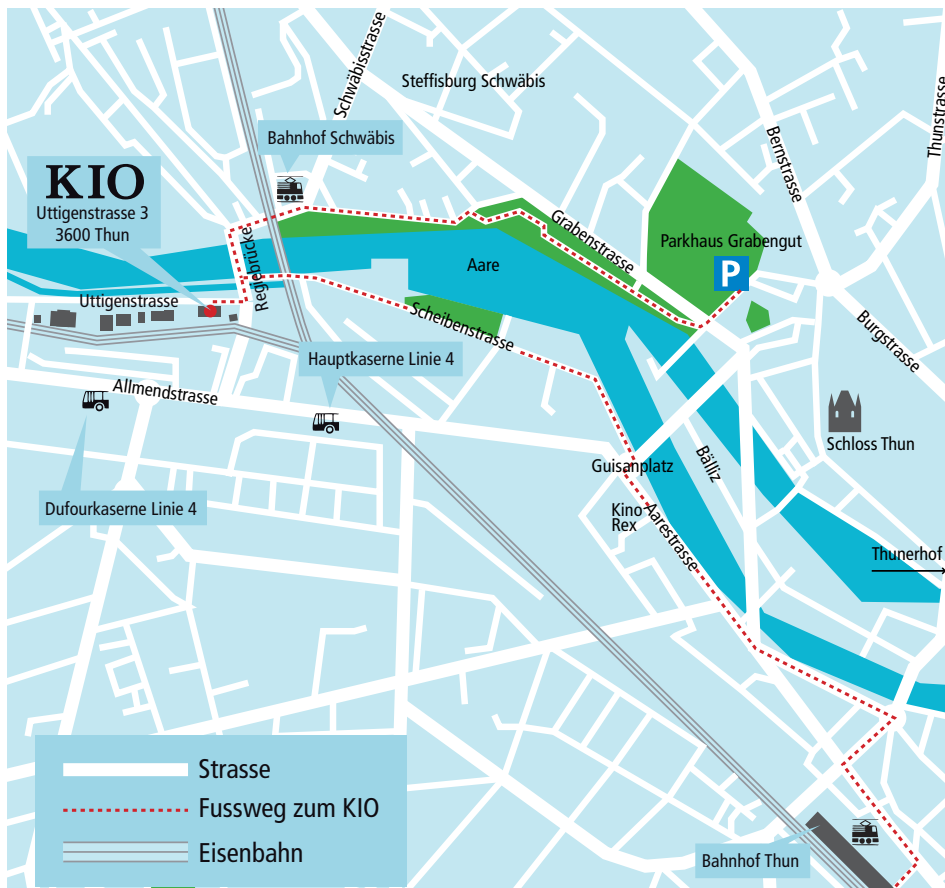 Schwäbisstrasse
Steffisburg Schwäbis
Thunstrasse
Bernstrasse
Bahnhof Schwäbis
KIO
Uttigenstrasse 3
3600 Thun
Grabenstrasse
Parkhaus Grabengut
P
Regiebrücke
Aare
Uttigenstrasse
Scheibenstrasse
Burgstrasse
Hauptkaserne Linie 4
Allmendstrasse
Schloss Thun
Guisanplatz
Bälliz
Dufourkaserne Linie 4
Kino
Rex
Aarestrasse
Thunerhof
Strasse
Fussweg zum KIO
Eisenbahn
Bahnhof Thun